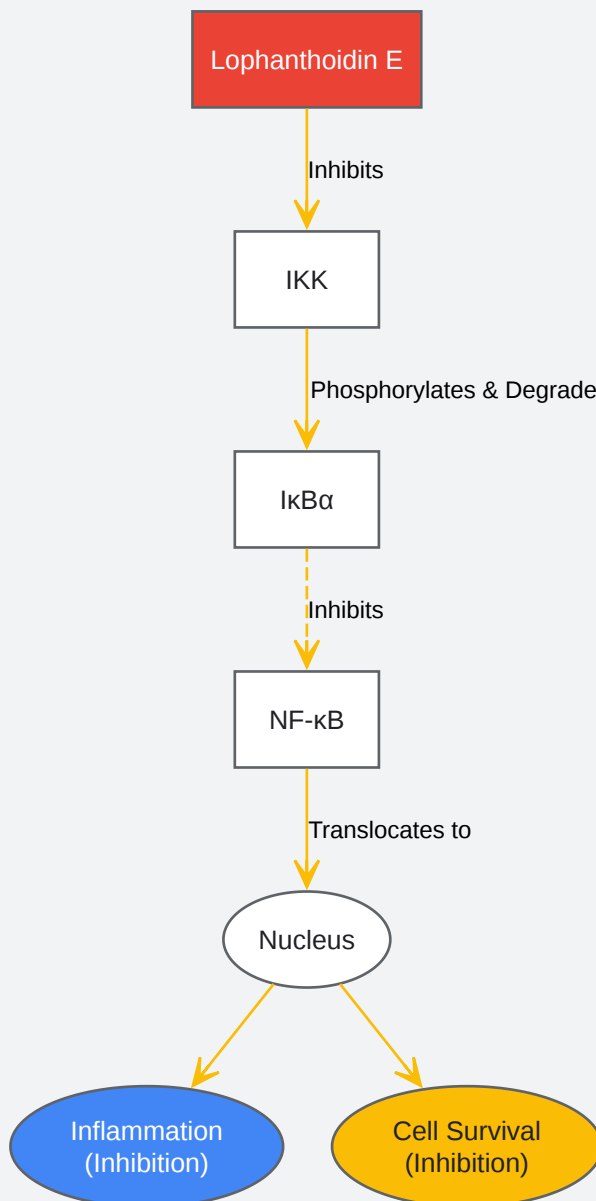 Lophanthoidin E
Inhibits
IKK
Phosphorylates & Degrade
IκBα
Inhibits
NF-κB
Translocates to
Nucleus
Inflammation
(Inhibition)
Cell Survival
(Inhibition)